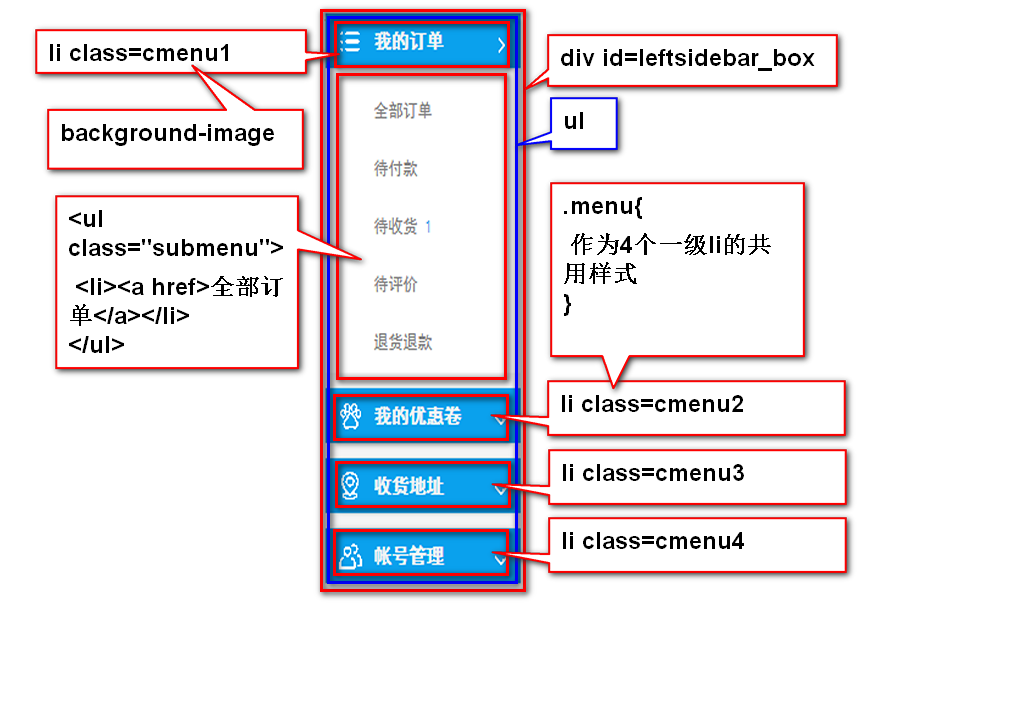 li class=cmenu1
background-image
<ul
class="submenu">
<li><a href>全部订
单</a></li>
</ul>
我的订单
全部订单
待付款
待收货 1
待评价
退货退款
我的优惠卷
收货地址
帐号管理
div id=leftsidebar_box
ul
.menu{
作为4个一级li的共
用样式
}
li class=cmenu2
li class=cmenu3
li class=cmenu4